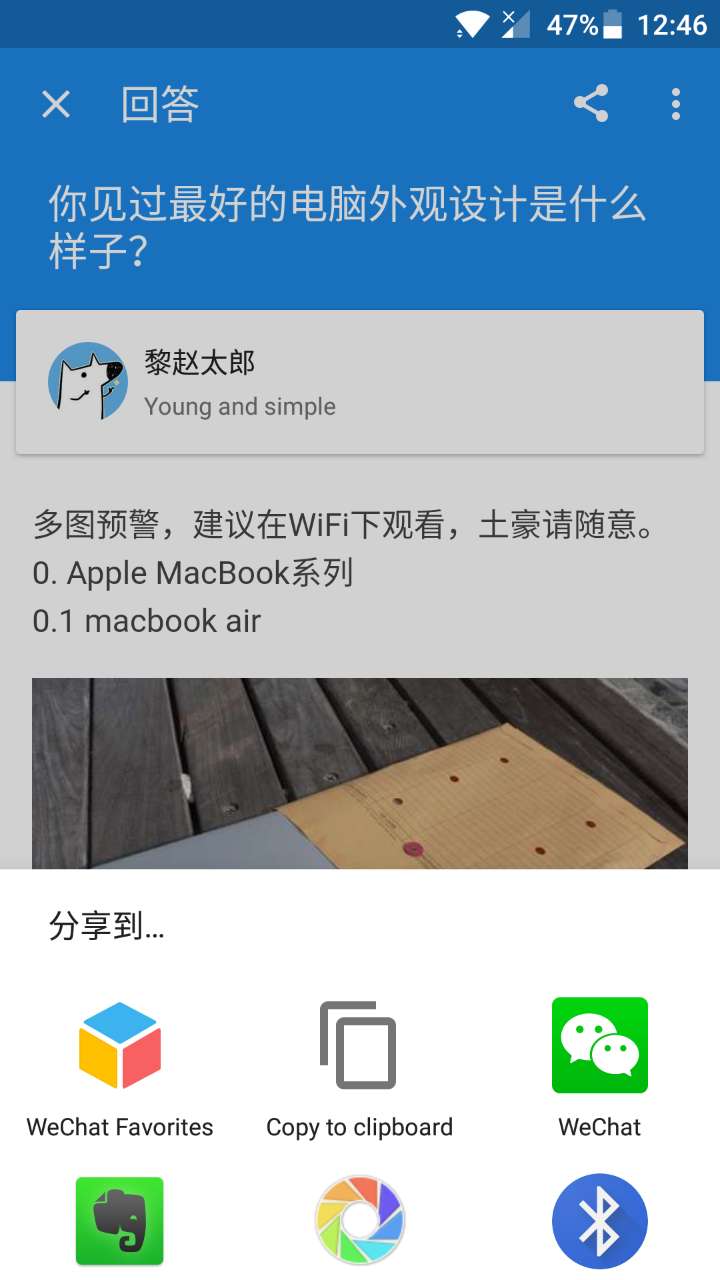 47% 12:46
回答
你见过最好的电脑外观设计是什么
样子？
黎赵太郎
Young and simple
多图预警，建议在WiFi下观看，土豪请随意。
0. Apple MacBook系列
0.1 macbook air
分享到...
WeChat Favorites
Copy to clipboard
WeChat